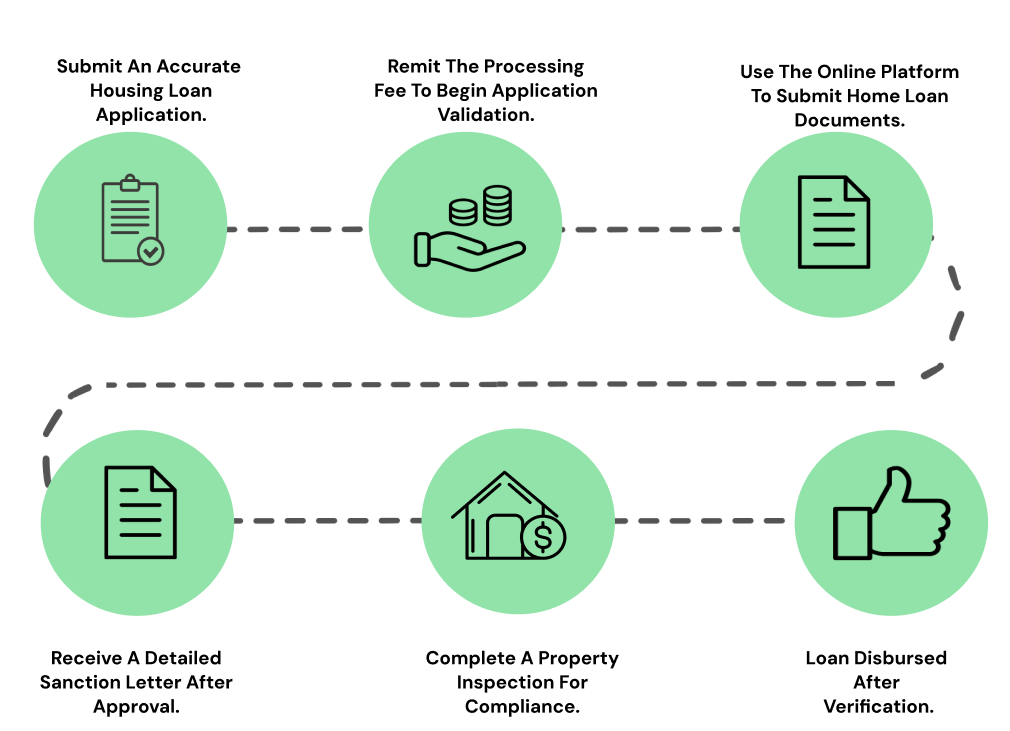 Submit An Accurate
Housing Loan
Application.
Remit The Processing
Fee To Begin Application
Validation.
Use The Online Platform
To Submit Home Loan
Documents.
$
Receive A Detailed
Sanction Letter After
Approval.
Complete A Property
Inspection For
Compliance.
Loan Disbursed
After
Verification.